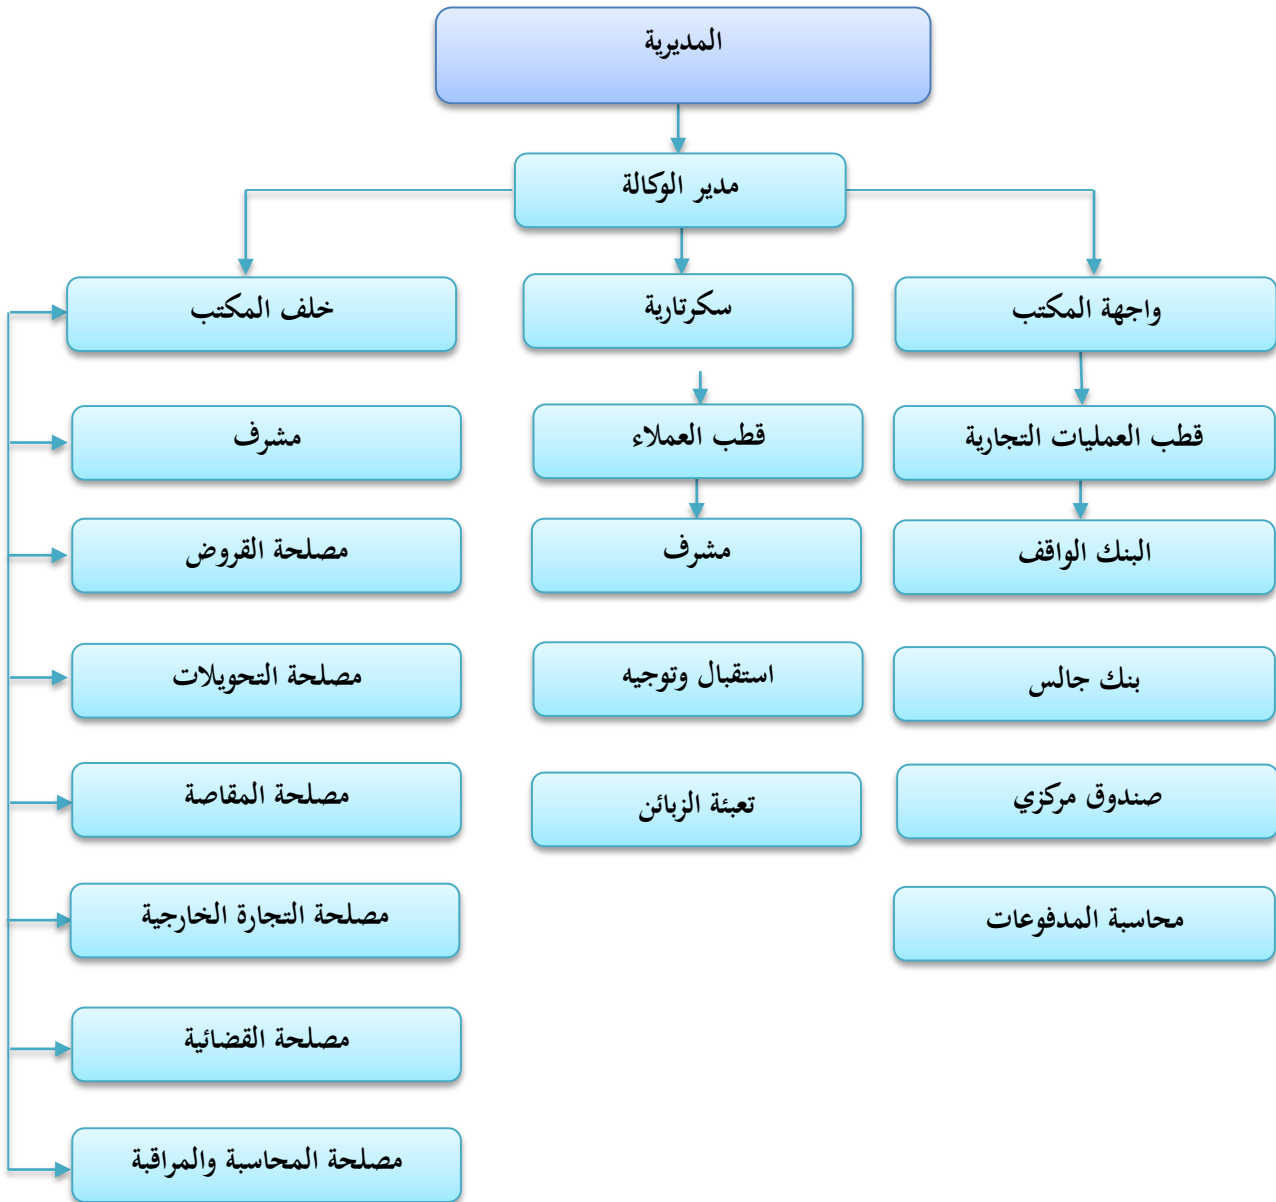 المديرية
مدير الوكالة
واجهة المكتب
سكرتارية
خلف المكتب
قطب العمليات التجارية
قطب العملاء
مشرف
البنك الواقف
مشرف
مصلحة القروض
بنك جالس
استقبال وتوجيه
مصلحة التحويلات
صندوق مركزي
تعبئة الزبائن
مصلحة المقاصة
محاسبة المدفوعات
مصلحة التجارة الخارجية
مصلحة القضائية
مصلحة المحاسبة والمراقبة